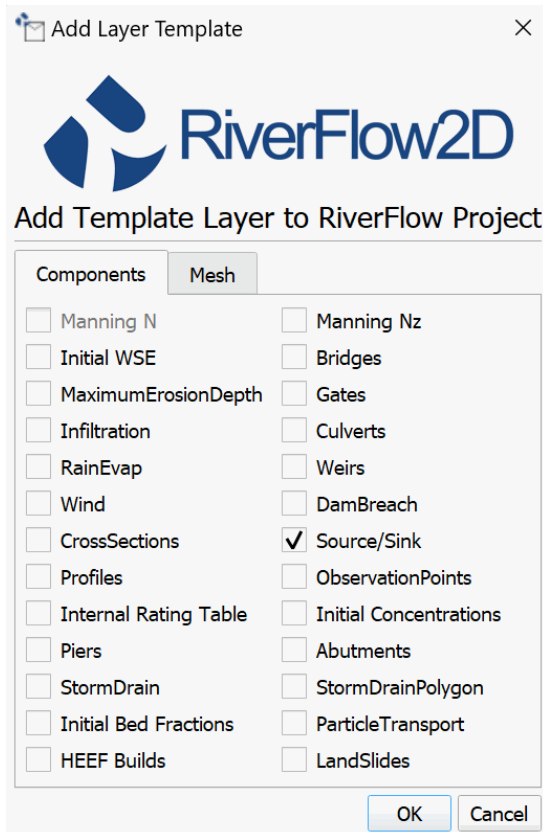 Add Layer Template
RiverFlow2D
Add Template Layer to RiverFlow Project
Components Mesh
Manning N Manning Nz
Initial WSE Bridges
MaximumErosionDepth Gates
Infiltration Culverts
RainEvap Weirs
Wind DamBreach
CrossSections Source/Sink
Profiles ObservationPoints
Internal Rating Table Initial Concentrations
Piers Abutments
StormDrain StormDrainPolygon
Initial Bed Fractions ParticleTransport
HEEF Builds LandSlides
OK Cancel